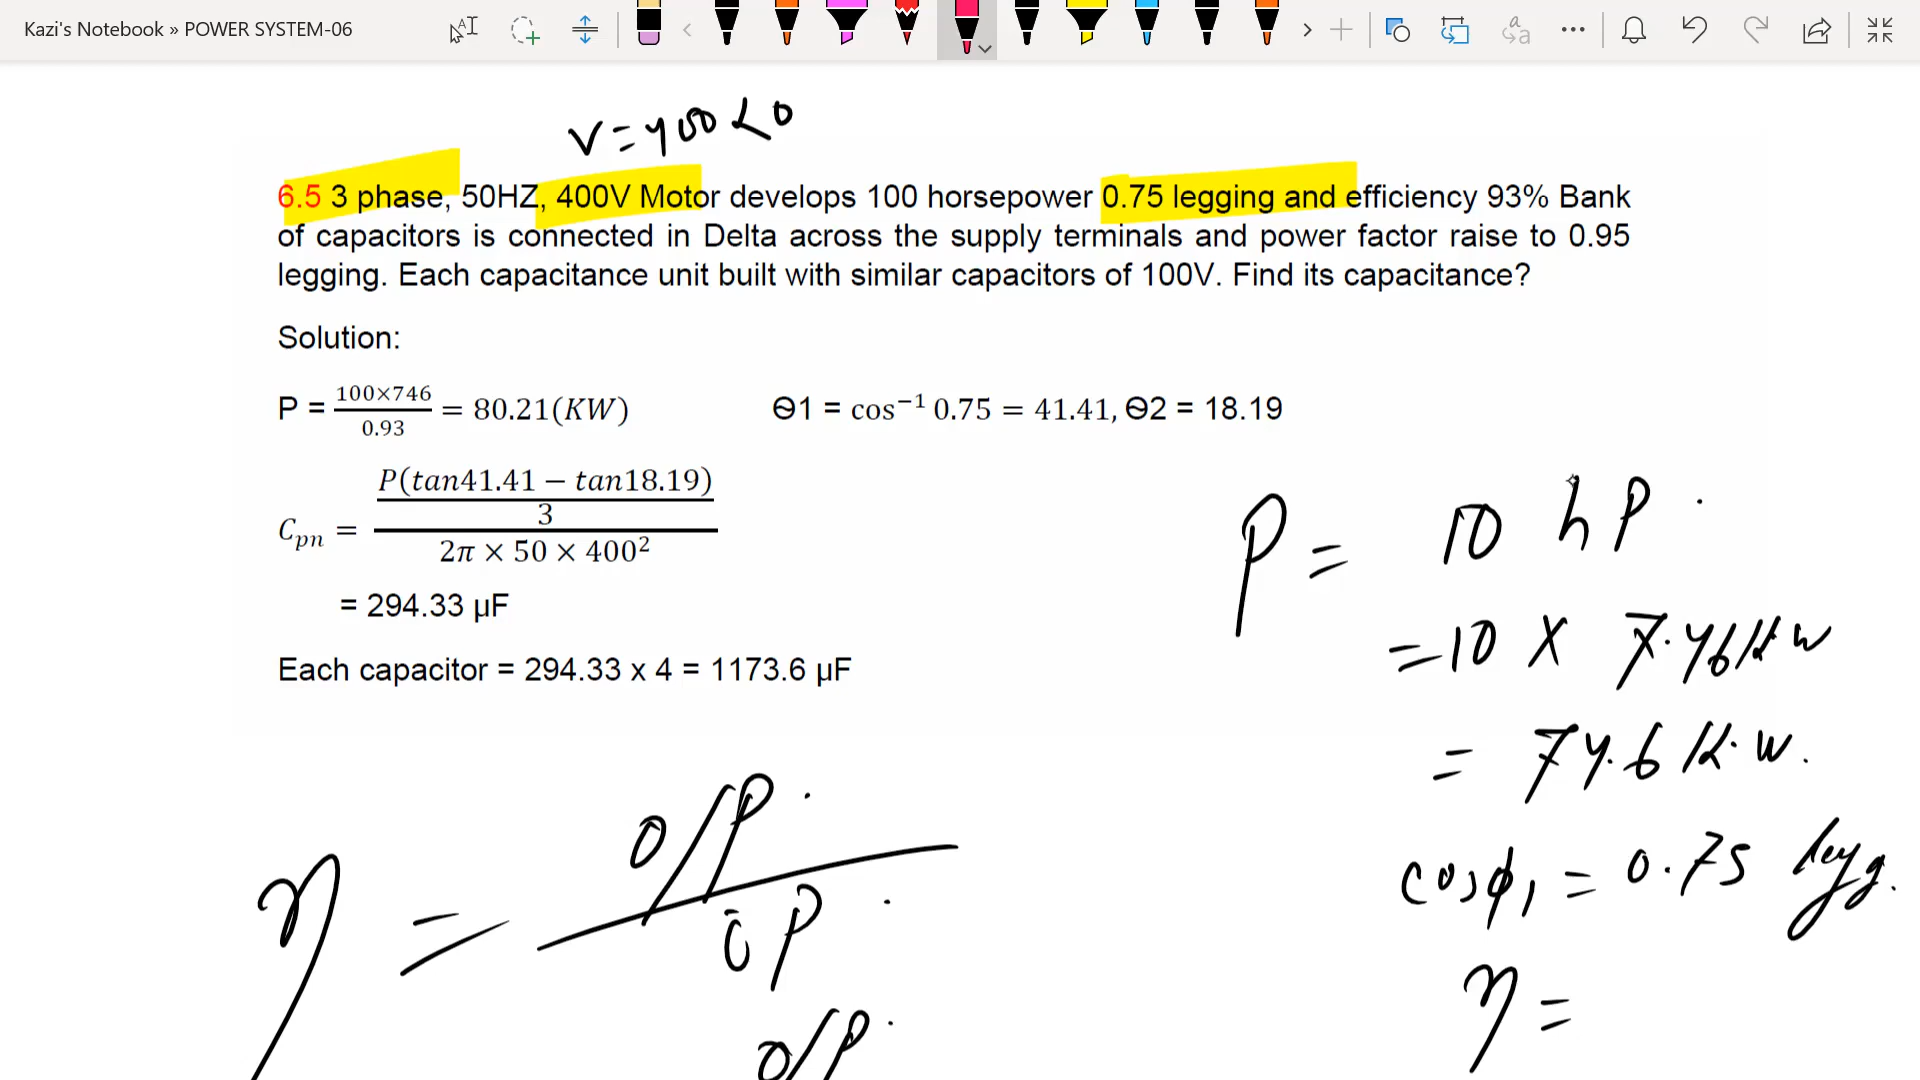 Kazi's Notebook » POWER SYSTEM-06
V = 400 < 0
6.5 3 phase, 50HZ, 400V Motor develops 100 horsepower 0.75 legging and efficiency 93% Bank
of capacitors is connected in Delta across the supply terminals and power factor raise to 0.95
legging. Each capacitance unit built with similar capacitors of 100V. Find its capacitance?
Solution:
P = 100×746 / 0.93 = 80.21(KW) ϴ1 = cos⁻¹ 0.75 = 41.41, ϴ2 = 18.19
Cpn = P(tan41.41 − tan18.19) / 3 / 2π × 50 × 400²
= 294.33 µF
Each capacitor = 294.33 x 4 = 1173.6 µF
P = 10 hP.
= 10 x 7.46 kW
= 74.6 k.W.
cosφ1 = 0.75
η = O/P. / iP.
η =
O/P.